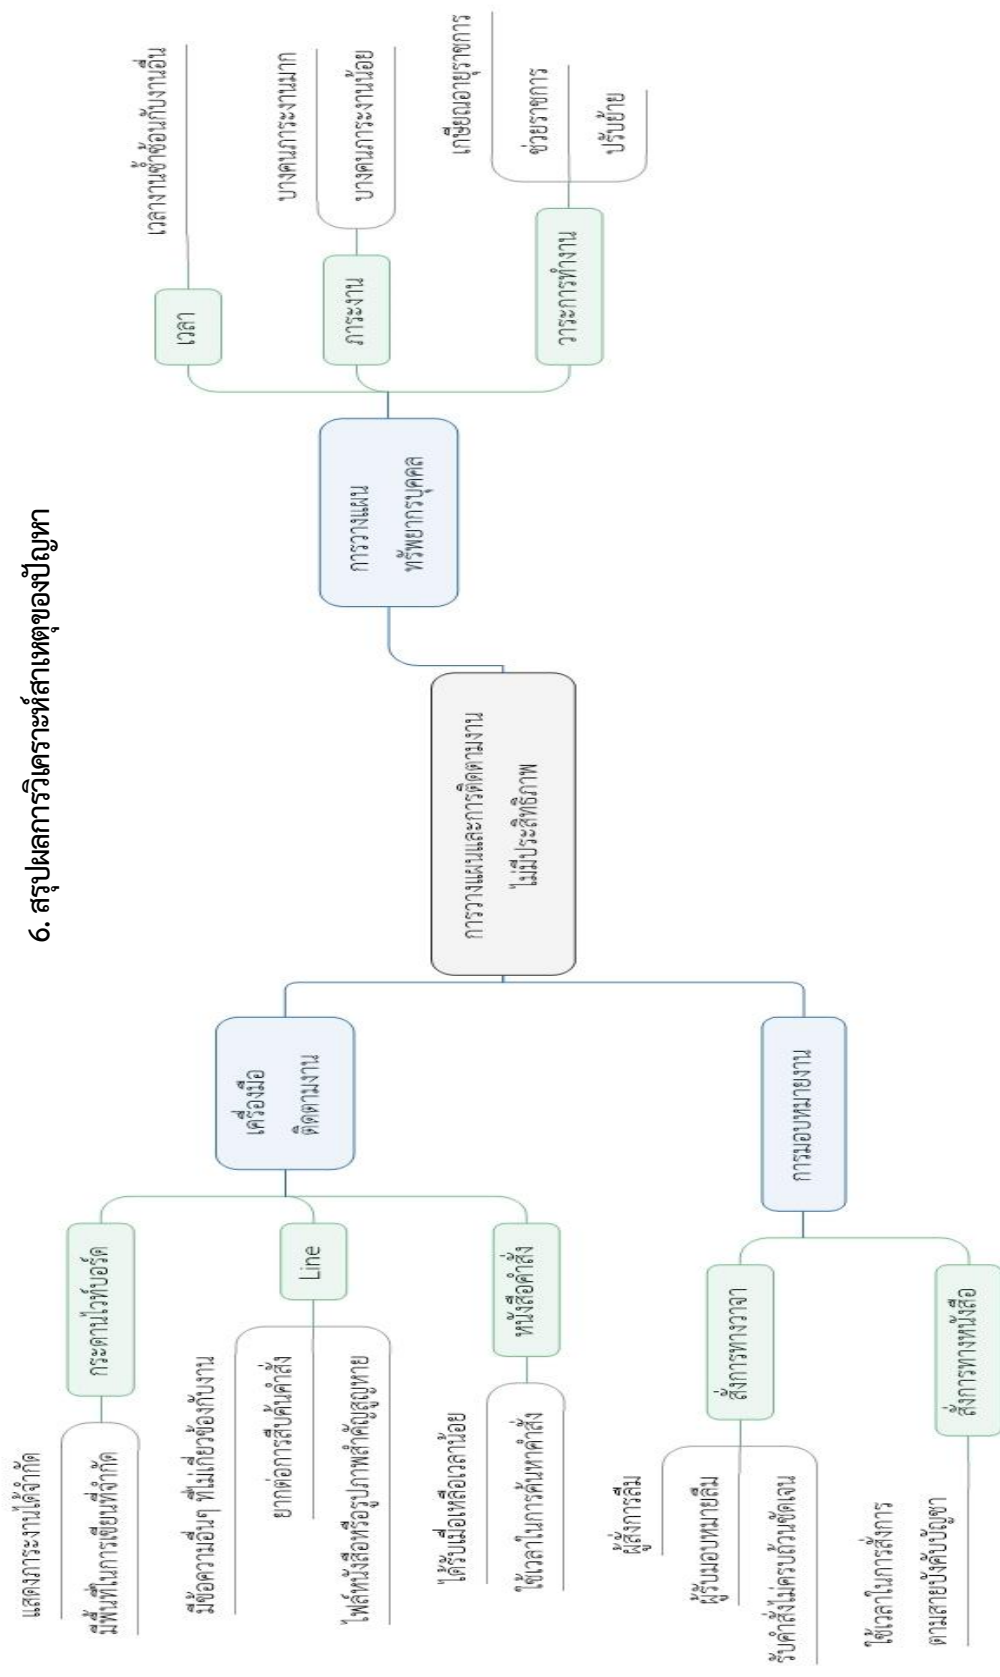 6. สรุปผลการวิเคราะห์สาเหตุของปัญหา
แสดงภาระงานได้จำกัด
มีพื้นที่ในการเขียนที่จำกัด
กระดานไวท์บอร์ด
มีข้อความอื่นๆ ที่ไม่เกี่ยวข้องกับงาน
ยากต่อการสืบค้นคำสั่ง
ไฟล์หนังสือหรือรูปภาพสำคัญสูญหาย
Line
ได้รับเมื่อเหลือเวลาน้อย
ใช้เวลาในการค้นหาคำสั่ง
หนังสือคำสั่ง
เครื่องมือ
ติดตามงาน
ผู้สั่งการลืม
ผู้รับมอบหมายลืม
รับคำสั่งไม่ครบถ้วนชัดเจน
สั่งการทางวาจา
ใช้เวลาในการสั่งการ
ตามสายบังคับบัญชา
สั่งการทางหนังสือ
การมอบหมายงาน
การวางแผนและการติดตามงาน
ไม่มีประสิทธิภาพ
การวางแผน
ทรัพยากรบุคคล
เวลา
เวลางานซ้ำซ้อนกับงานอื่น
ภาระงาน
บางคนภาระงานมาก
บางคนภาระงานน้อย
วาระการทำงาน
เกษียณอายุราชการ
ช่วยราชการ
ปรับย้าย